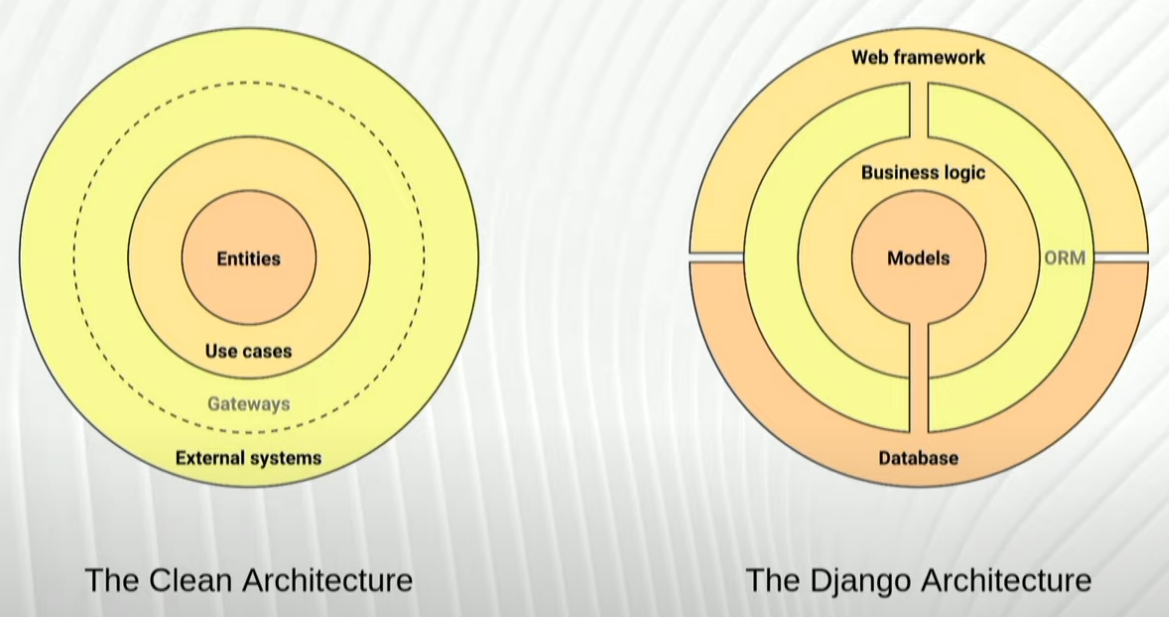 Entities
Use cases
Gateways
External systems
The Clean Architecture
Web framework
Business logic
Models
ORM
Database
The Django Architecture